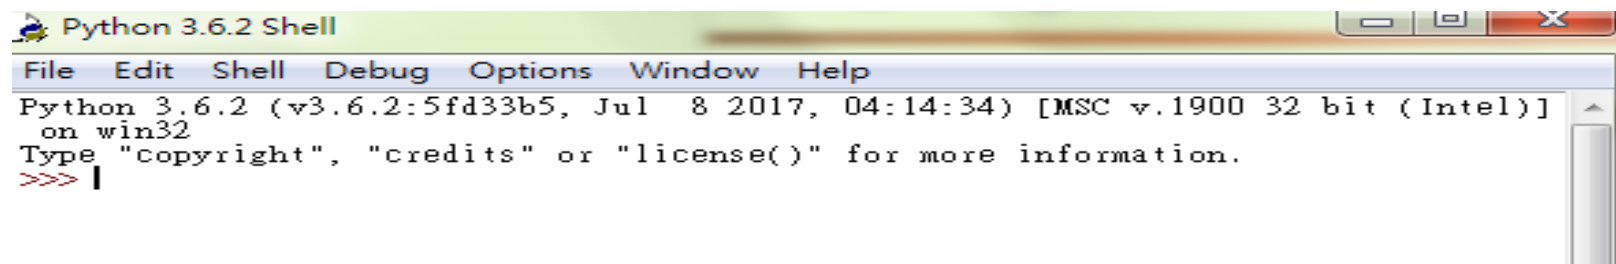 Python 3.6.2 Shell
File Edit Shell Debug Options Window Help
Python 3.6.2 (v3.6.2:5fd33b5, Jul  8 2017, 04:14:34) [MSC v.1900 32 bit (Intel)]
 on win32
Type "copyright", "credits" or "license()" for more information.
>>>